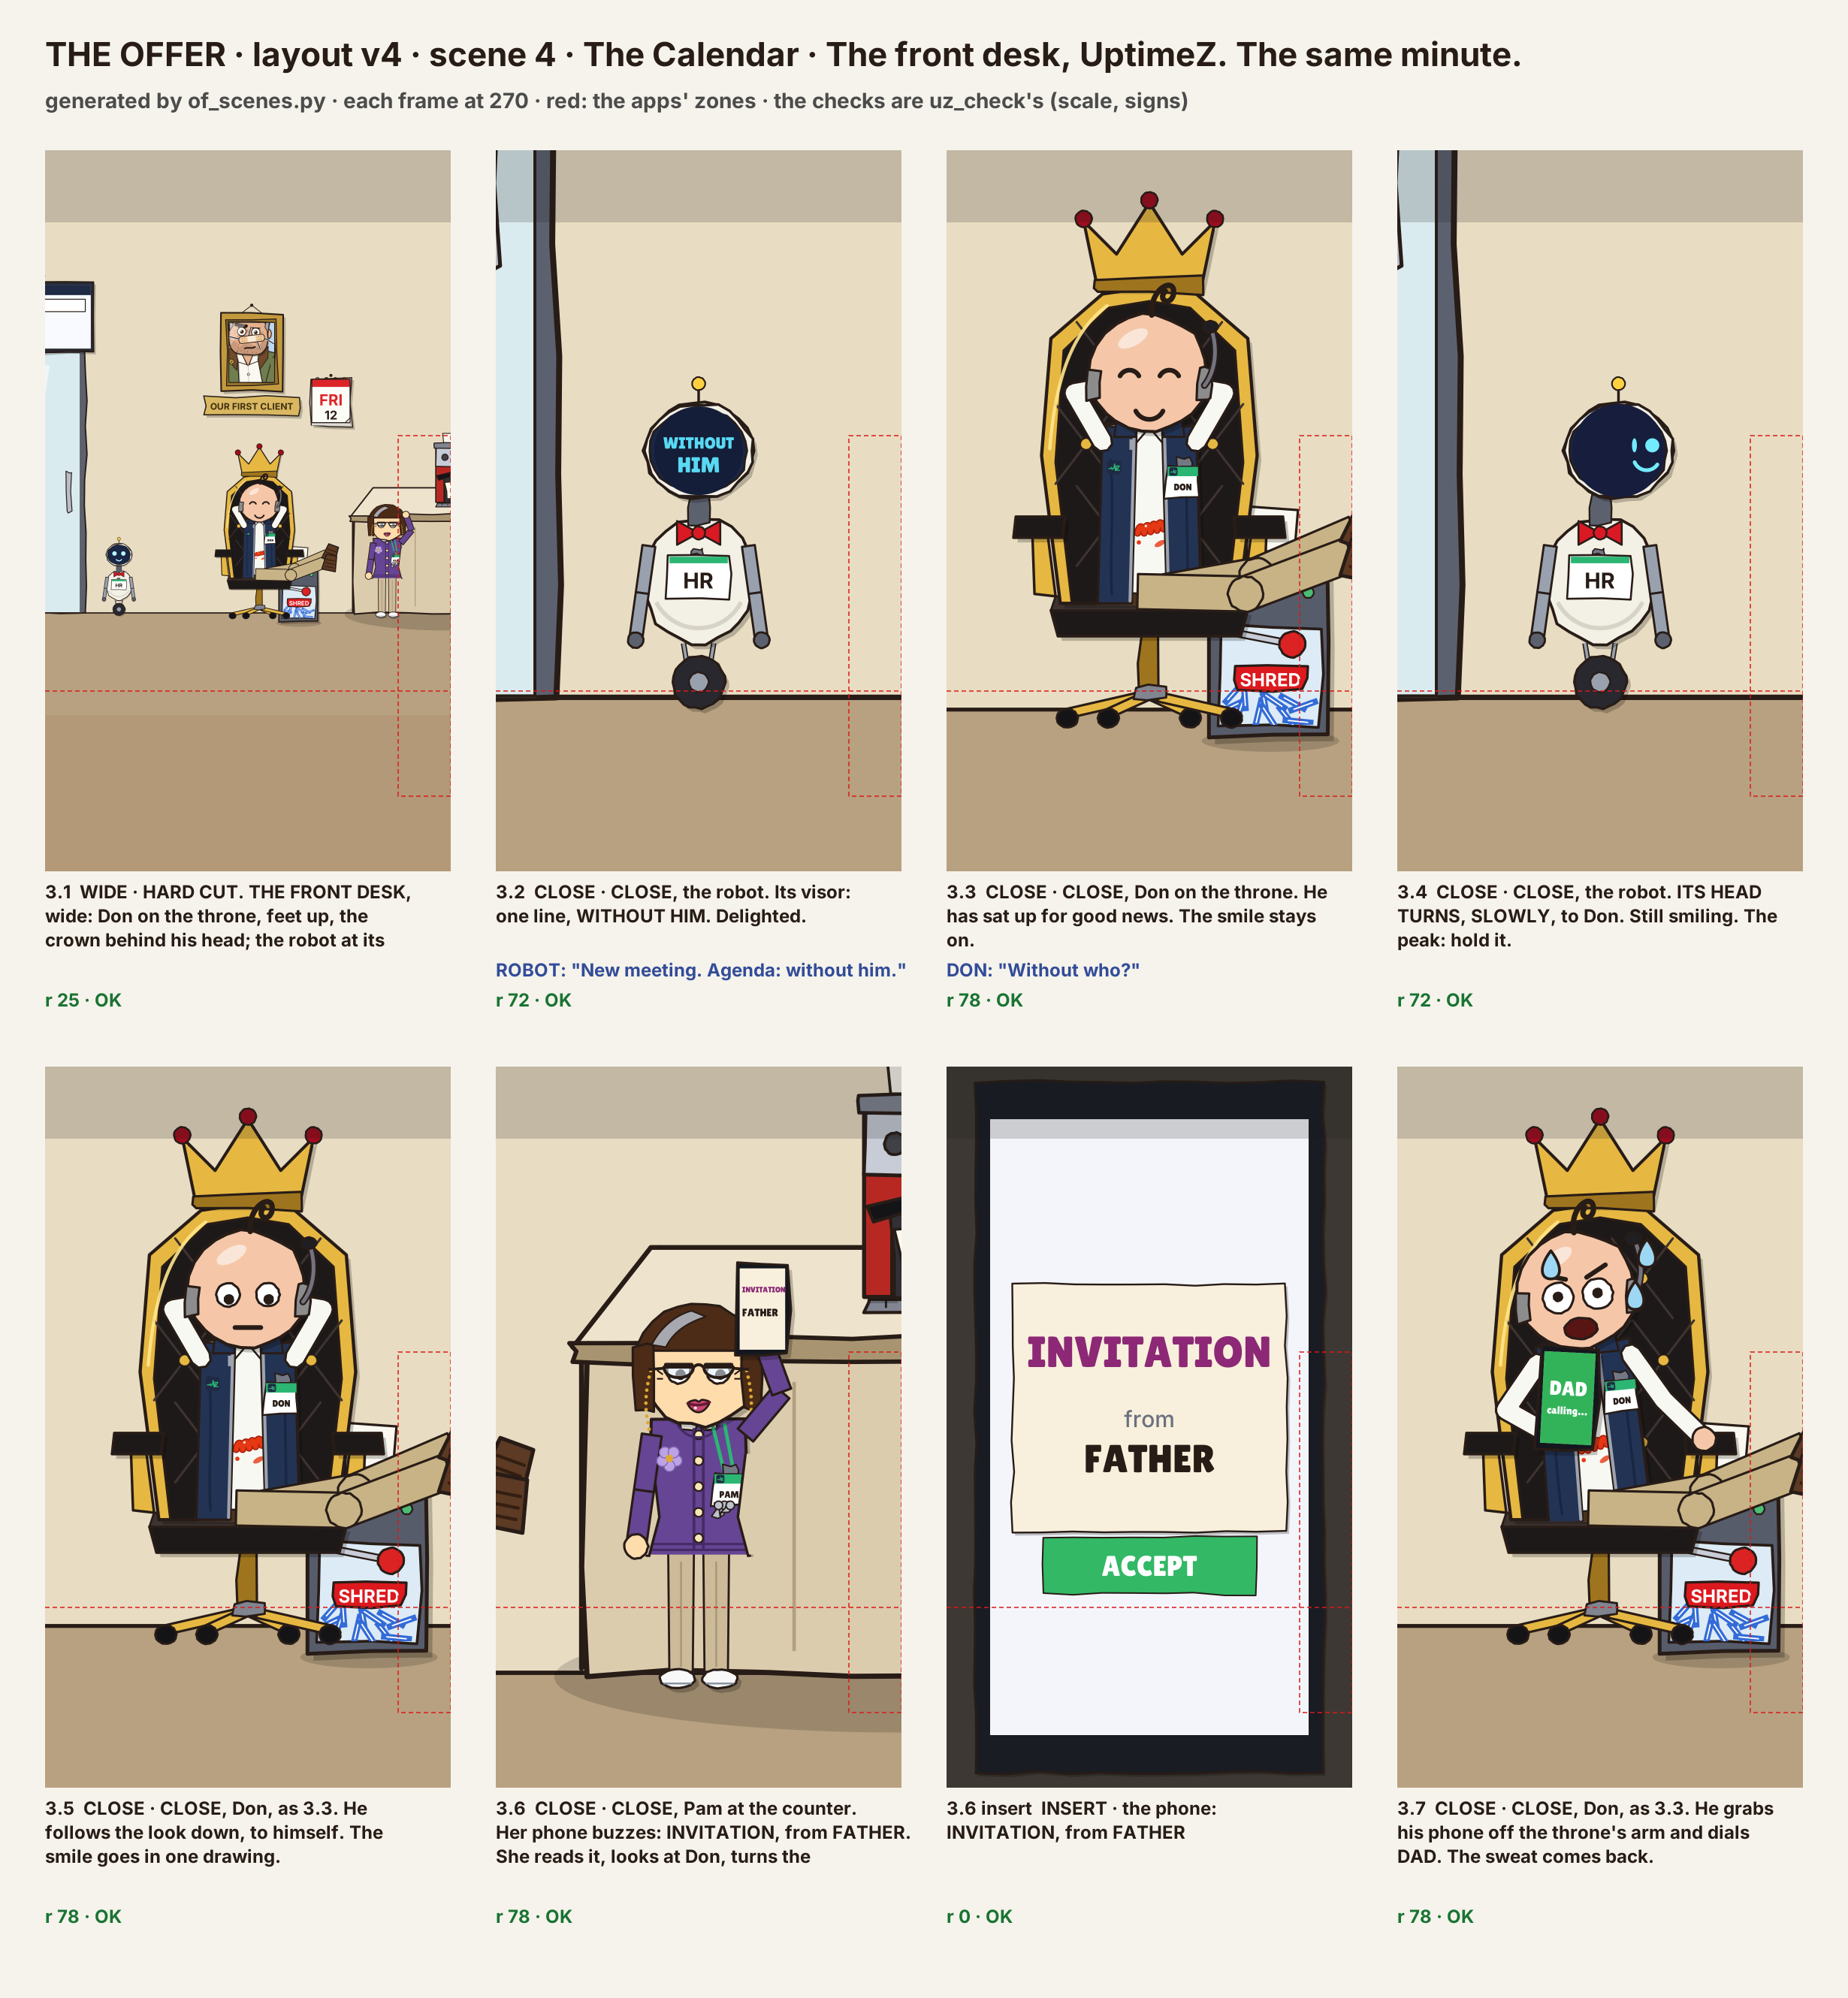 THE OFFER · layout v4 · scene 4 · The Calendar · The front desk, UptimeZ. The same minute.
generated by of_scenes.py · each frame at 270 · red: the apps' zones · the checks are uz_check's (scale, signs)
OUR FIRST CLIENT
FRI
12
HR
SHRED
WITHOUT
HIM
HR
DON
SHRED
HR
3.1 WIDE · HARD CUT. THE FRONT DESK,
wide: Don on the throne, feet up, the
crown behind his head; the robot at its
r 25 · OK
3.2 CLOSE · CLOSE, the robot. Its visor:
one line, WITHOUT HIM. Delighted.
ROBOT: "New meeting. Agenda: without him."
r 72 · OK
3.3 CLOSE · CLOSE, Don on the throne. He
has sat up for good news. The smile stays
on.
DON: "Without who?"
r 78 · OK
3.4 CLOSE · CLOSE, the robot. ITS HEAD
TURNS, SLOWLY, to Don. Still smiling. The
peak: hold it.
r 72 · OK
DON
SHRED
INVITATION
FATHER
PAM
INVITATION
from
FATHER
ACCEPT
DAD
calling...
DON
SHRED
3.5 CLOSE · CLOSE, Don, as 3.3. He
follows the look down, to himself. The
smile goes in one drawing.
r 78 · OK
3.6 CLOSE · CLOSE, Pam at the counter.
Her phone buzzes: INVITATION, from FATHER.
She reads it, looks at Don, turns the
r 78 · OK
3.6 insert INSERT · the phone:
INVITATION, from FATHER
r 0 · OK
3.7 CLOSE · CLOSE, Don, as 3.3. He grabs
his phone off the throne's arm and dials
DAD. The sweat comes back.
r 78 · OK